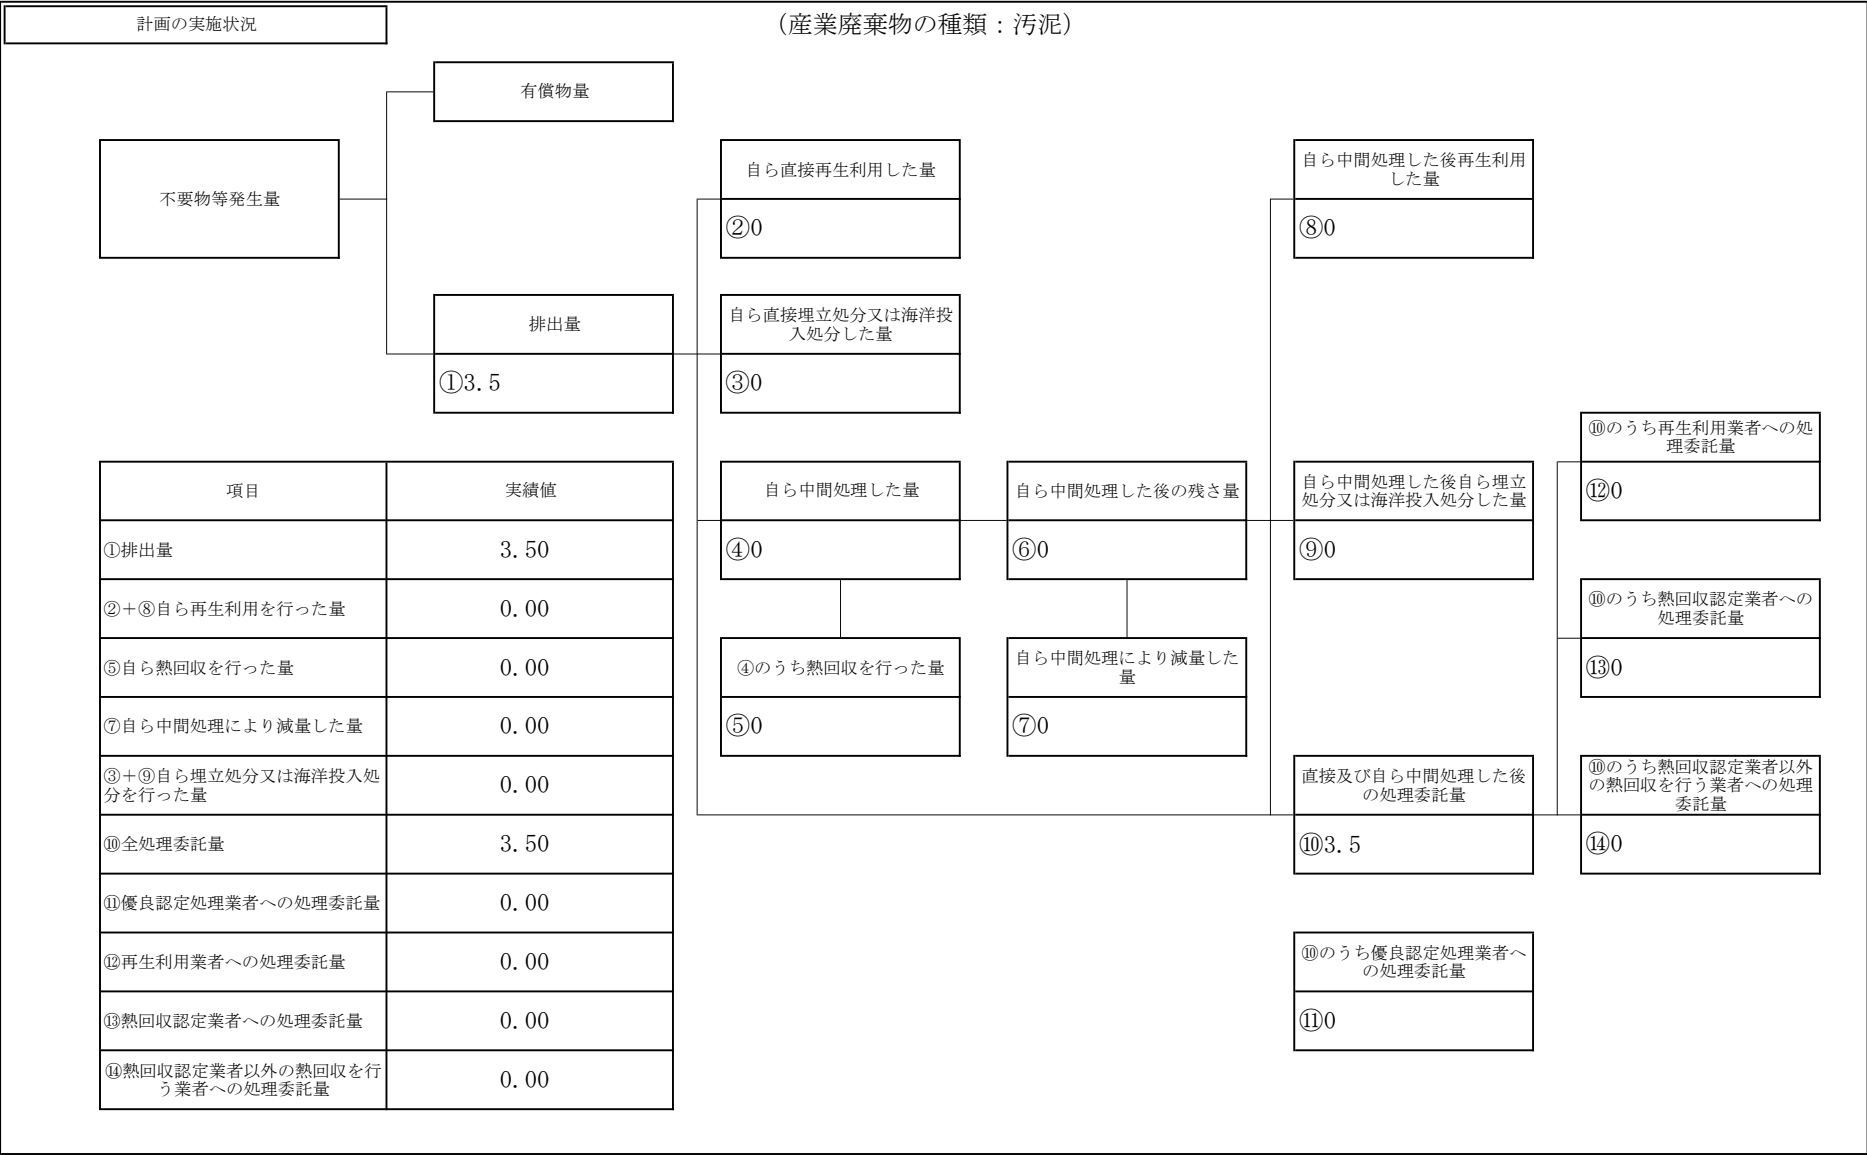 計画の実施状況
（産業廃棄物の種類：汚泥）
有償物量
不要物等発生量
自ら直接再生利用した量
②0
自ら中間処理した後再生利用
した量
⑧0
排出量
①3.5
自ら直接埋立処分又は海洋投
入処分した量
③0
⑩のうち再生利用業者への処
理委託量
⑫0
自ら中間処理した量
④0
自ら中間処理した後の残さ量
⑥0
自ら中間処理した後自ら埋立
処分又は海洋投入処分した量
⑨0
⑩のうち熱回収認定業者への
処理委託量
⑬0
④のうち熱回収を行った量
⑤0
自ら中間処理により減量した
量
⑦0
直接及び自ら中間処理した後
の処理委託量
⑩3.5
⑩のうち熱回収認定業者以外
の熱回収を行う業者への処理
委託量
⑭0
⑩のうち優良認定処理業者へ
の処理委託量
⑪0
項目 実績値
①排出量 3.50
②＋⑧自ら再生利用を行った量 0.00
⑤自ら熱回収を行った量 0.00
⑦自ら中間処理により減量した量 0.00
③＋⑨自ら埋立処分又は海洋投入処
分を行った量 0.00
⑩全処理委託量 3.50
⑪優良認定処理業者への処理委託量 0.00
⑫再生利用業者への処理委託量 0.00
⑬熱回収認定業者への処理委託量 0.00
⑭熱回収認定業者以外の熱回収を行
う業者への処理委託量 0.00